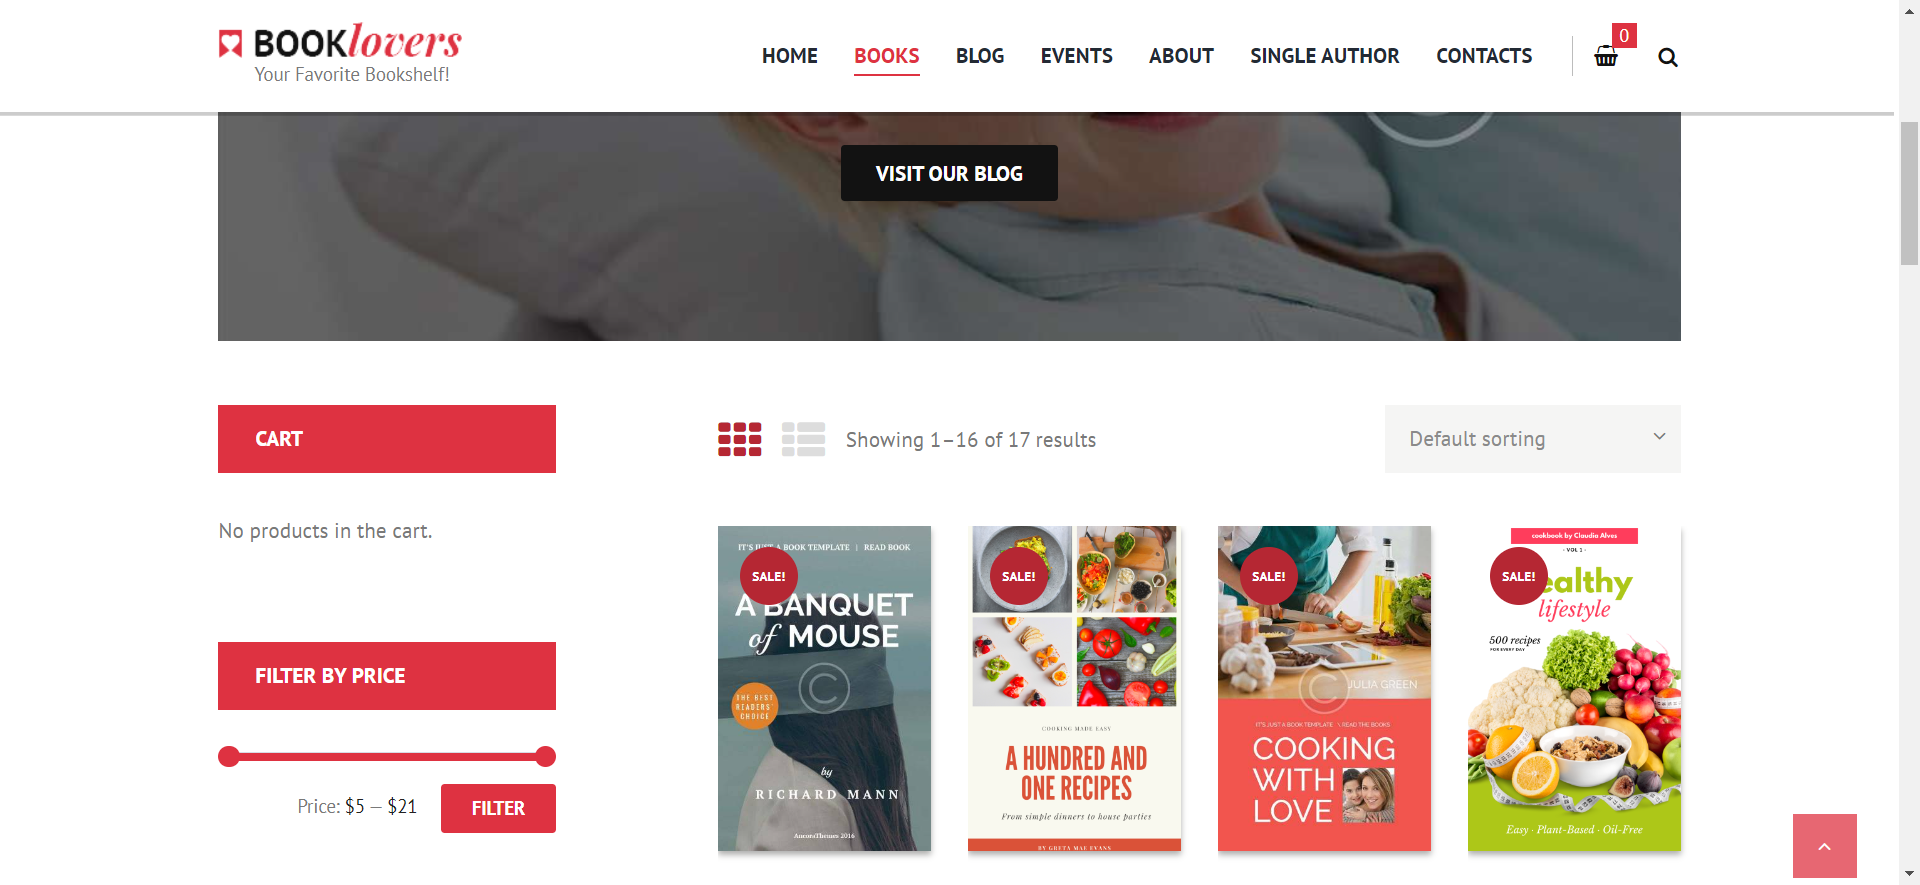 BOOKlovers
Your Favorite Bookshelf!
HOME BOOKS BLOG EVENTS ABOUT SINGLE AUTHOR CONTACTS 0
VISIT OUR BLOG
CART
No products in the cart.
FILTER BY PRICE
Price: $5 — $21
FILTER
Showing 1–16 of 17 results
Default sorting
IT'S JUST A BOOK TEMPLATE | READ BOOK
SALE!
A BANQUET
of MOUSE
THE BEST
READERS'
CHOICE
by
RICHARD MANN
AncoraThemes 2016
SALE!
COOKING MADE EASY
A HUNDRED AND
ONE RECIPES
From simple dinners to house parties
BY GRETA MAE EVANS
SALE!
JULIA GREEN
IT'S JUST A BOOK TEMPLATE \ READ THE BOOKS
COOKING
WITH
LOVE
cookbook by Claudia Alves
- VOL 1 -
SALE!
ealthy
lifestyle
500 recipes
FOR EVERY DAY
Easy · Plant-Based · Oil-Free